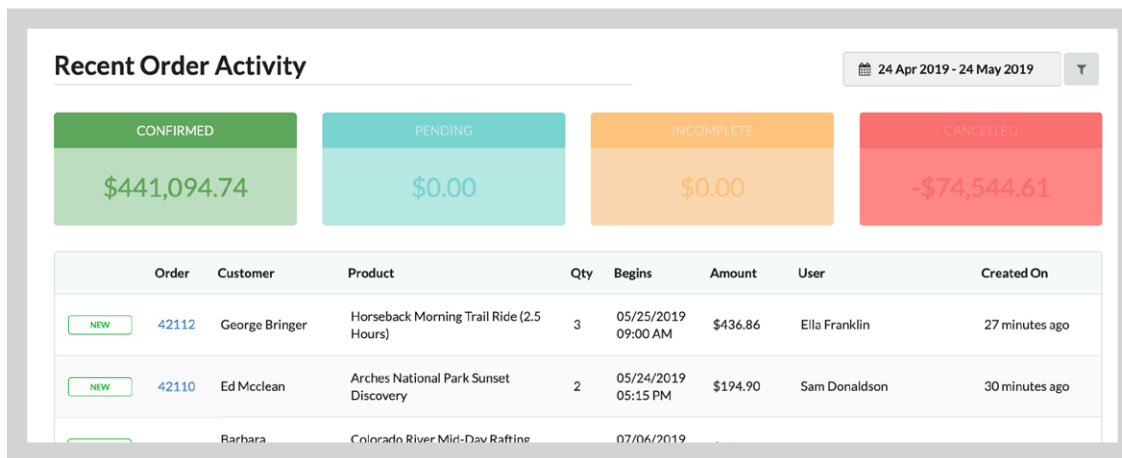 Recent Order Activity
24 Apr 2019 - 24 May 2019
CONFIRMED PENDING INCOMPLETE CANCELLED
$441,094.74 $0.00 $0.00 -$74,544.61
Order Customer Product Qty Begins Amount User Created On
NEW 42112 George Bringer Horseback Morning Trail Ride (2.5 3 05/25/2019 $436.86 Ella Franklin 27 minutes ago
Hours) 09:00 AM
NEW 42110 Ed Mcclean Arches National Park Sunset 2 05/24/2019 $194.90 Sam Donaldson 30 minutes ago
Discovery 05:15 PM
Barbara Colorado River Mid-Day Rafting 07/06/2019